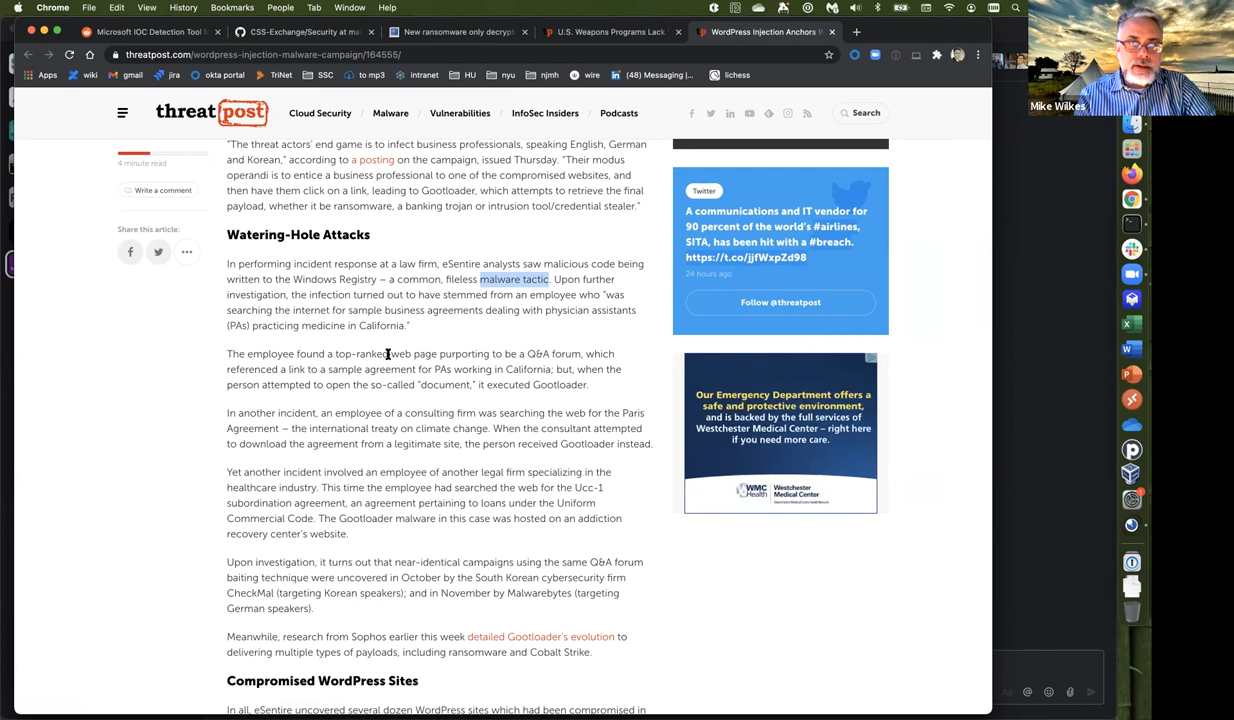 Chrome File Edit View History Bookmarks People Tab Window Help
Microsoft IOC Detection Tool f
CSS-Exchange/Security at ma
New ransomware only decrypt
U.S. Weapons Programs Lack
WordPress Injection Anchors
threatpost.com/wordpress-injection-malware-campaign/164555/
Apps wiki gmail jira okta portal TriNet SSC to mp3 intranet HU nyu njmh wire (48) Messaging |... lichess
Mike Wilkes
threatpost
Cloud Security Malware Vulnerabilities InfoSec Insiders Podcasts
Search
4 minute read
Write a comment
Share this article:
"The threat actors' end game is to infect business professionals, speaking English, German
and Korean," according to a posting on the campaign, issued Thursday. "Their modus
operandi is to entice a business professional to one of the compromised websites, and
then have them click on a link, leading to Gootloader, which attempts to retrieve the final
payload, whether it be ransomware, a banking trojan or intrusion tool/credential stealer."
Watering-Hole Attacks
In performing incident response at a law firm, eSentire analysts saw malicious code being
written to the Windows Registry – a common, fileless malware tactic. Upon further
investigation, the infection turned out to have stemmed from an employee who "was
searching the internet for sample business agreements dealing with physician assistants
(PAs) practicing medicine in California."
The employee found a top-ranked web page purporting to be a Q&A forum, which
referenced a link to a sample agreement for PAs working in California; but, when the
person attempted to open the so-called "document," it executed Gootloader.
In another incident, an employee of a consulting firm was searching the web for the Paris
Agreement – the international treaty on climate change. When the consultant attempted
to download the agreement from a legitimate site, the person received Gootloader instead.
Yet another incident involved an employee of another legal firm specializing in the
healthcare industry. This time the employee had searched the web for the Ucc-1
subordination agreement, an agreement pertaining to loans under the Uniform
Commercial Code. The Gootloader malware in this case was hosted on an addiction
recovery center's website.
Upon investigation, it turns out that near-identical campaigns using the same Q&A forum
baiting technique were uncovered in October by the South Korean cybersecurity firm
CheckMal (targeting Korean speakers); and in November by Malwarebytes (targeting
German speakers).
Meanwhile, research from Sophos earlier this week detailed Gootloader's evolution to
delivering multiple types of payloads, including ransomware and Cobalt Strike.
Compromised WordPress Sites
In all, eSentire uncovered several dozen WordPress sites which had been compromised in
Twitter
A communications and IT vendor for
90 percent of the world's #airlines,
SITA, has been hit with a #breach.
https://t.co/jjfWxpZd98
24 hours ago
Follow @threatpost
Our Emergency Department offers a
safe and protective environment,
and is backed by the full services of
Westchester Medical Center – right here
if you need more care.
WMC
Health
Westchester
Medical Center